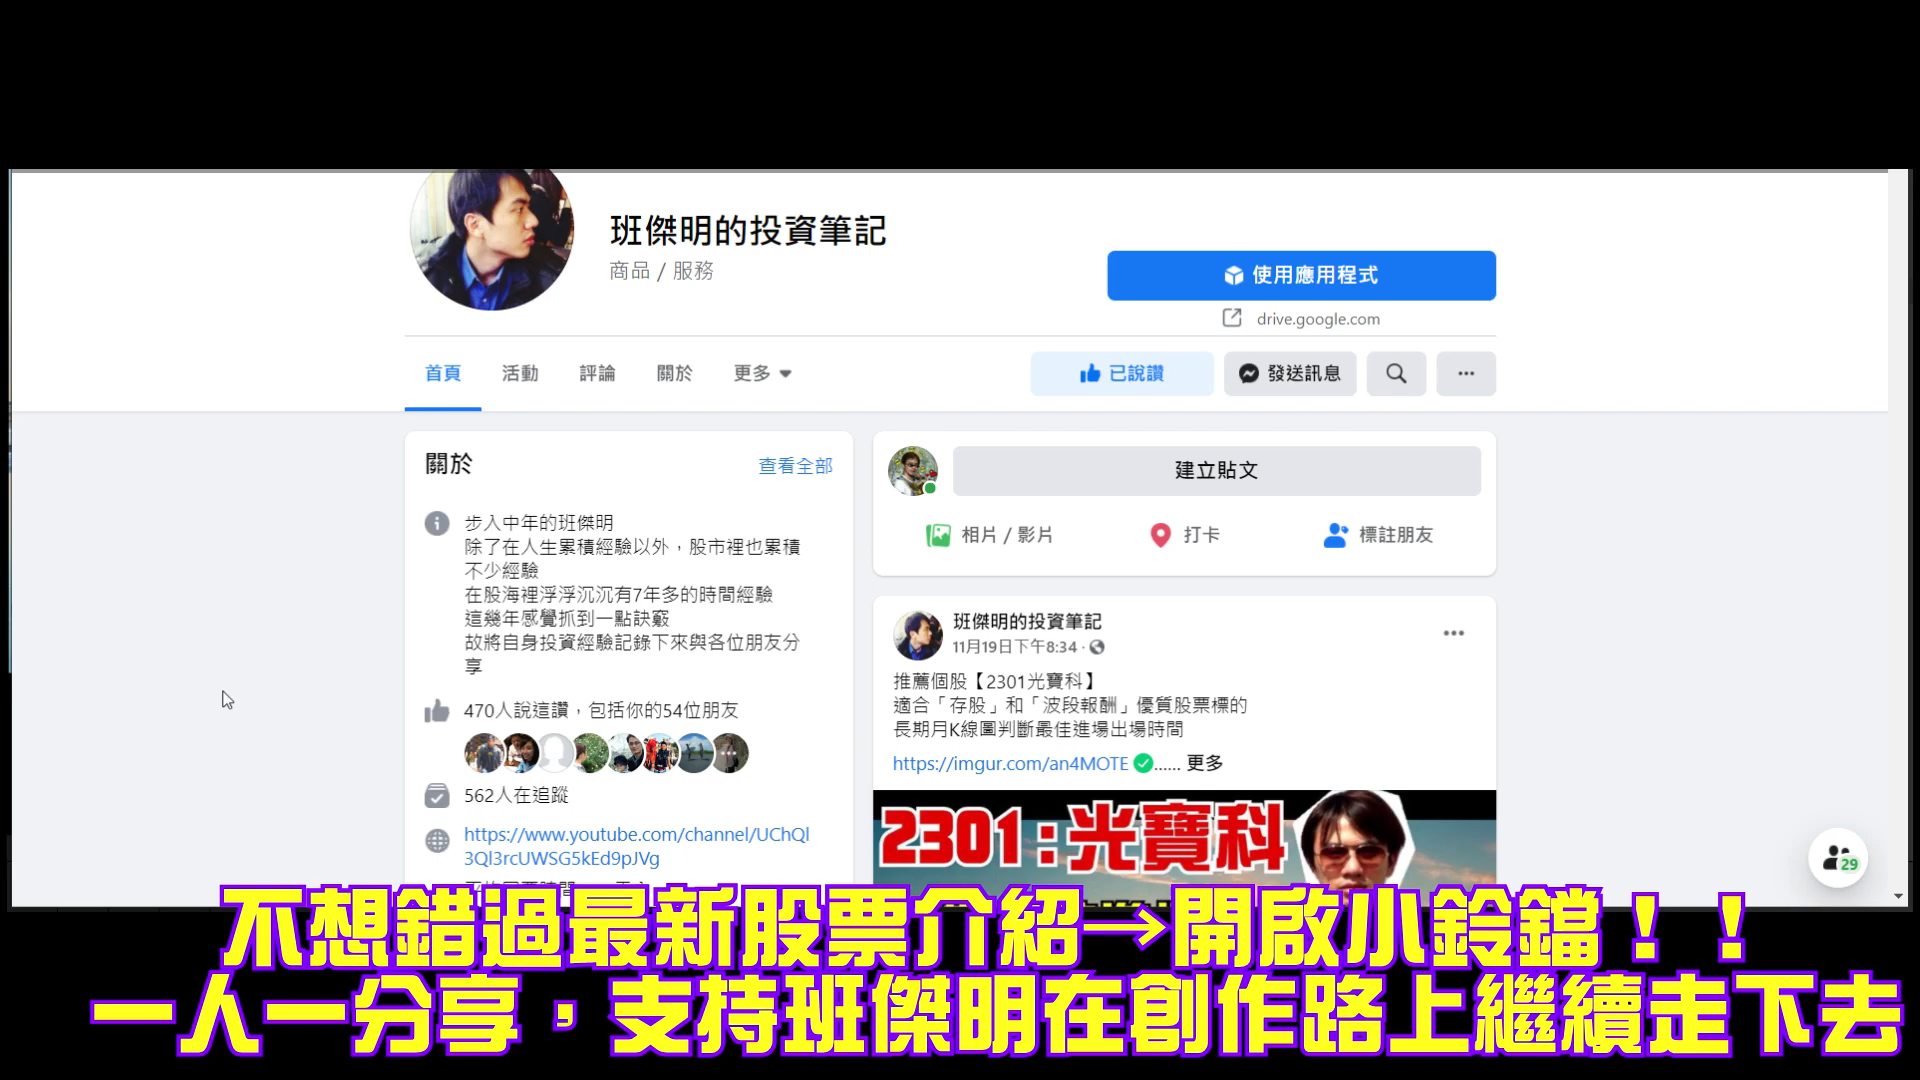 班傑明的投資筆記
商品 / 服務
使用應用程式
drive.google.com
首頁
活動
評論
關於
更多
已說讚
發送訊息
關於
查看全部
步入中年的班傑明
除了在人生累積經驗以外，股市裡也累積
不少經驗
在股海裡浮浮沉沉有7年多的時間經驗
這幾年感覺抓到一點訣竅
故將自身投資經驗記錄下來與各位朋友分
享
470人說這讚，包括你的54位朋友
562人在追蹤
https://www.youtube.com/channel/UChQl
3Ql3rcUWSG5kEd9pJVg
建立貼文
相片 / 影片
打卡
標註朋友
班傑明的投資筆記
11月19日下午8:34
推薦個股【2301光寶科】
適合「存股」和「波段報酬」優質股票標的
長期月K線圖判斷最佳進場出場時間
https://imgur.com/an4MOTE ...... 更多
2301:光寶科
29
不想錯過最新股票介紹→開啟小鈴鐺！！
一人一分享，支持班傑明在創作路上繼續走下去